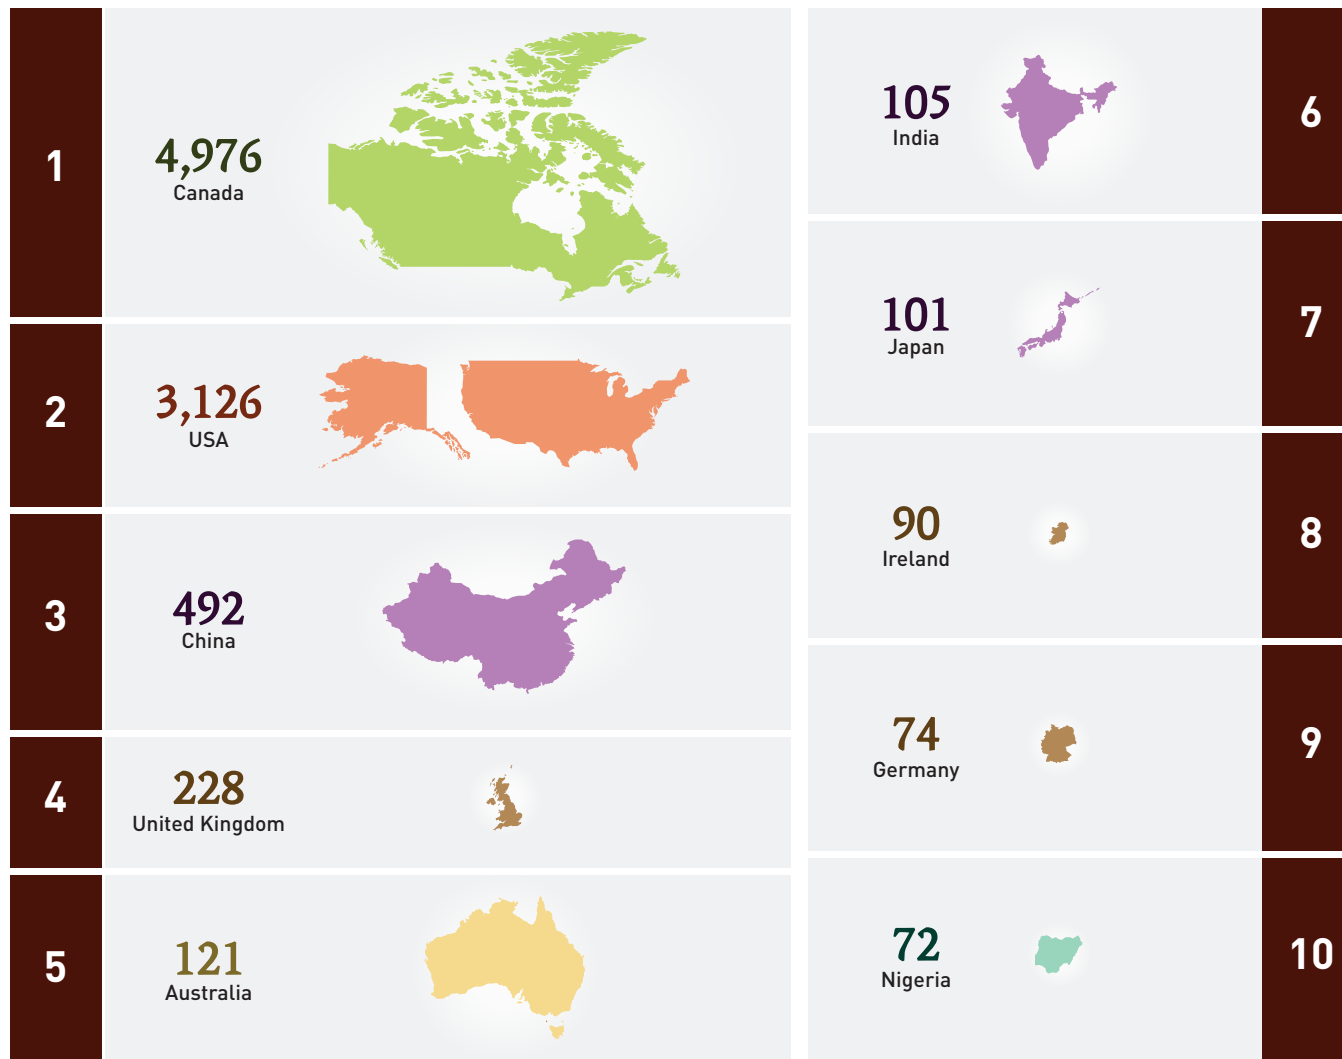 1
4,976
Canada
2
3,126
USA
3
492
China
4
228
United Kingdom
5
121
Australia
105
India
6
101
Japan
7
90
Ireland
8
74
Germany
9
72
Nigeria
10